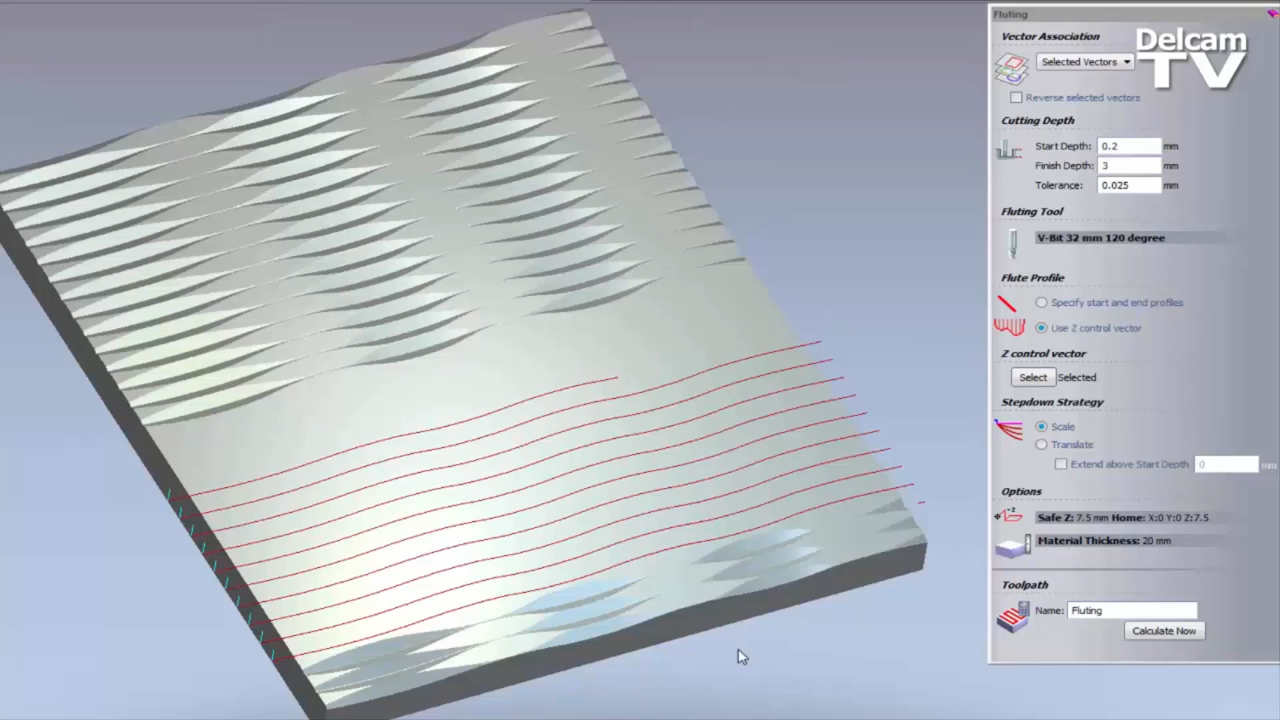 Fluting
Delcam
TV
Vector Association
Selected Vectors
Reverse selected vectors
Cutting Depth
Start Depth: 0.2 mm
Finish Depth: 3 mm
Tolerance: 0.025 mm
Fluting Tool
V-Bit 32 mm 120 degree
Flute Profile
Specify start and end profiles
Use Z control vector
Z control vector
Select Selected
Stepdown Strategy
Scale
Translate
Extend above Start Depth 0 mm
Options
-Z
Safe Z: 7.5 mm Home: X:0 Y:0 Z:7.5
Material Thickness: 20 mm
Toolpath
Name: Fluting
Calculate Now